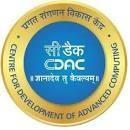 प्रगत संगणन विकास केंद्र
सी डैक
CDAC
॥ज्ञानादेव तु कैवल्यम्॥
CENTRE FOR DEVELOPMENT OF ADVANCED COMPUTING